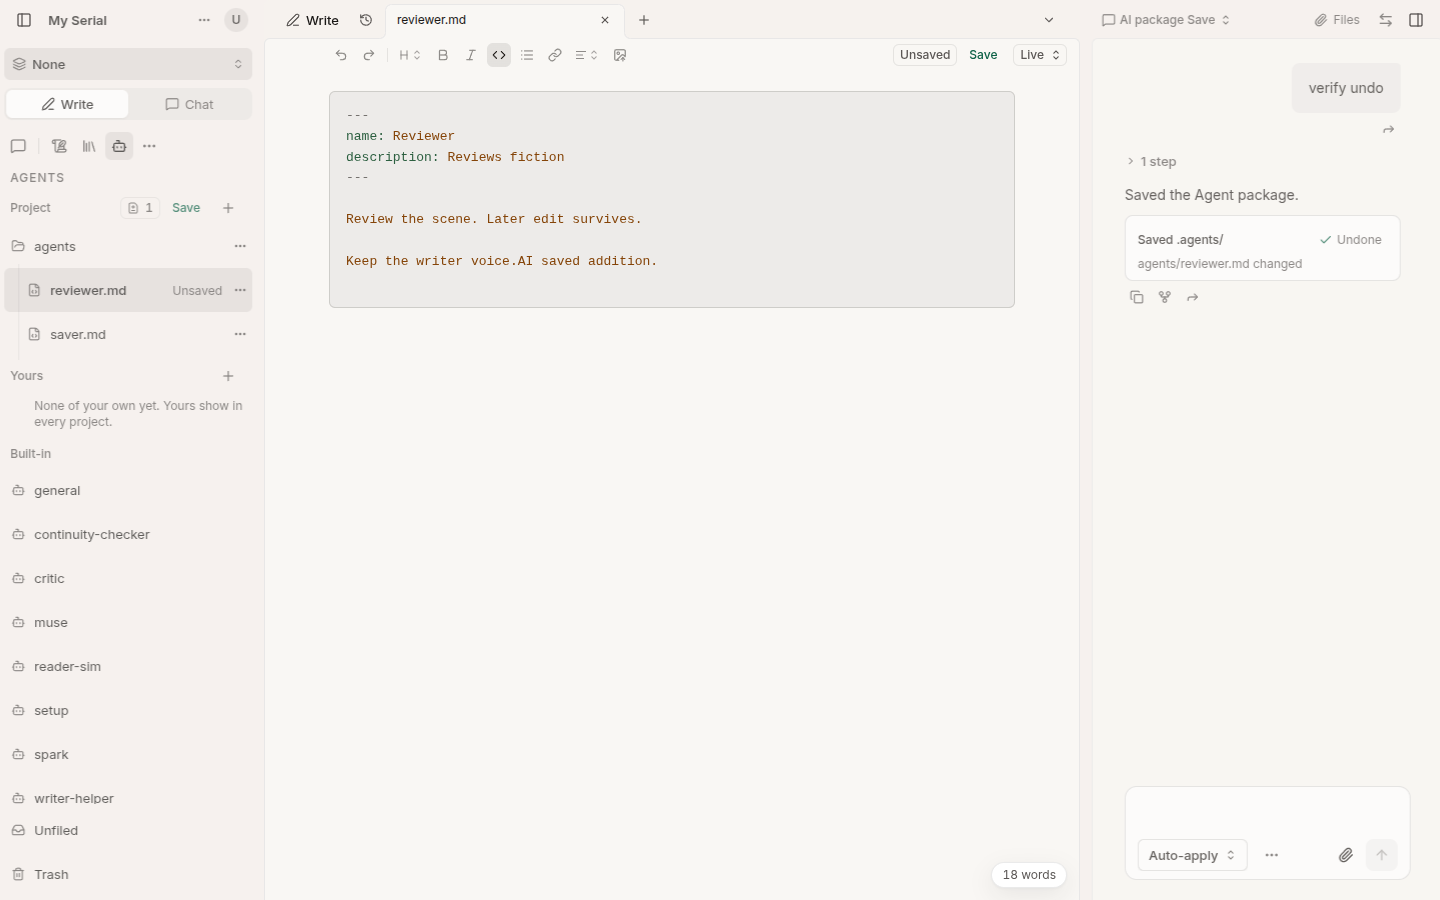 My Serial
U
None
Write
Chat
AGENTS
Project
1
Save
agents
reviewer.md
Unsaved
saver.md
Yours
None of your own yet. Yours show in
every project.
Built-in
general
continuity-checker
critic
muse
reader-sim
setup
spark
writer-helper
Unfiled
Trash
Write
reviewer.md
H
B
I
Unsaved
Save
Live
---
name: Reviewer
description: Reviews fiction
---
Review the scene. Later edit survives.
Keep the writer voice.AI saved addition.
18 words
AI package Save
Files
verify undo
1 step
Saved the Agent package.
Saved .agents/
Undone
agents/reviewer.md changed
Auto-apply